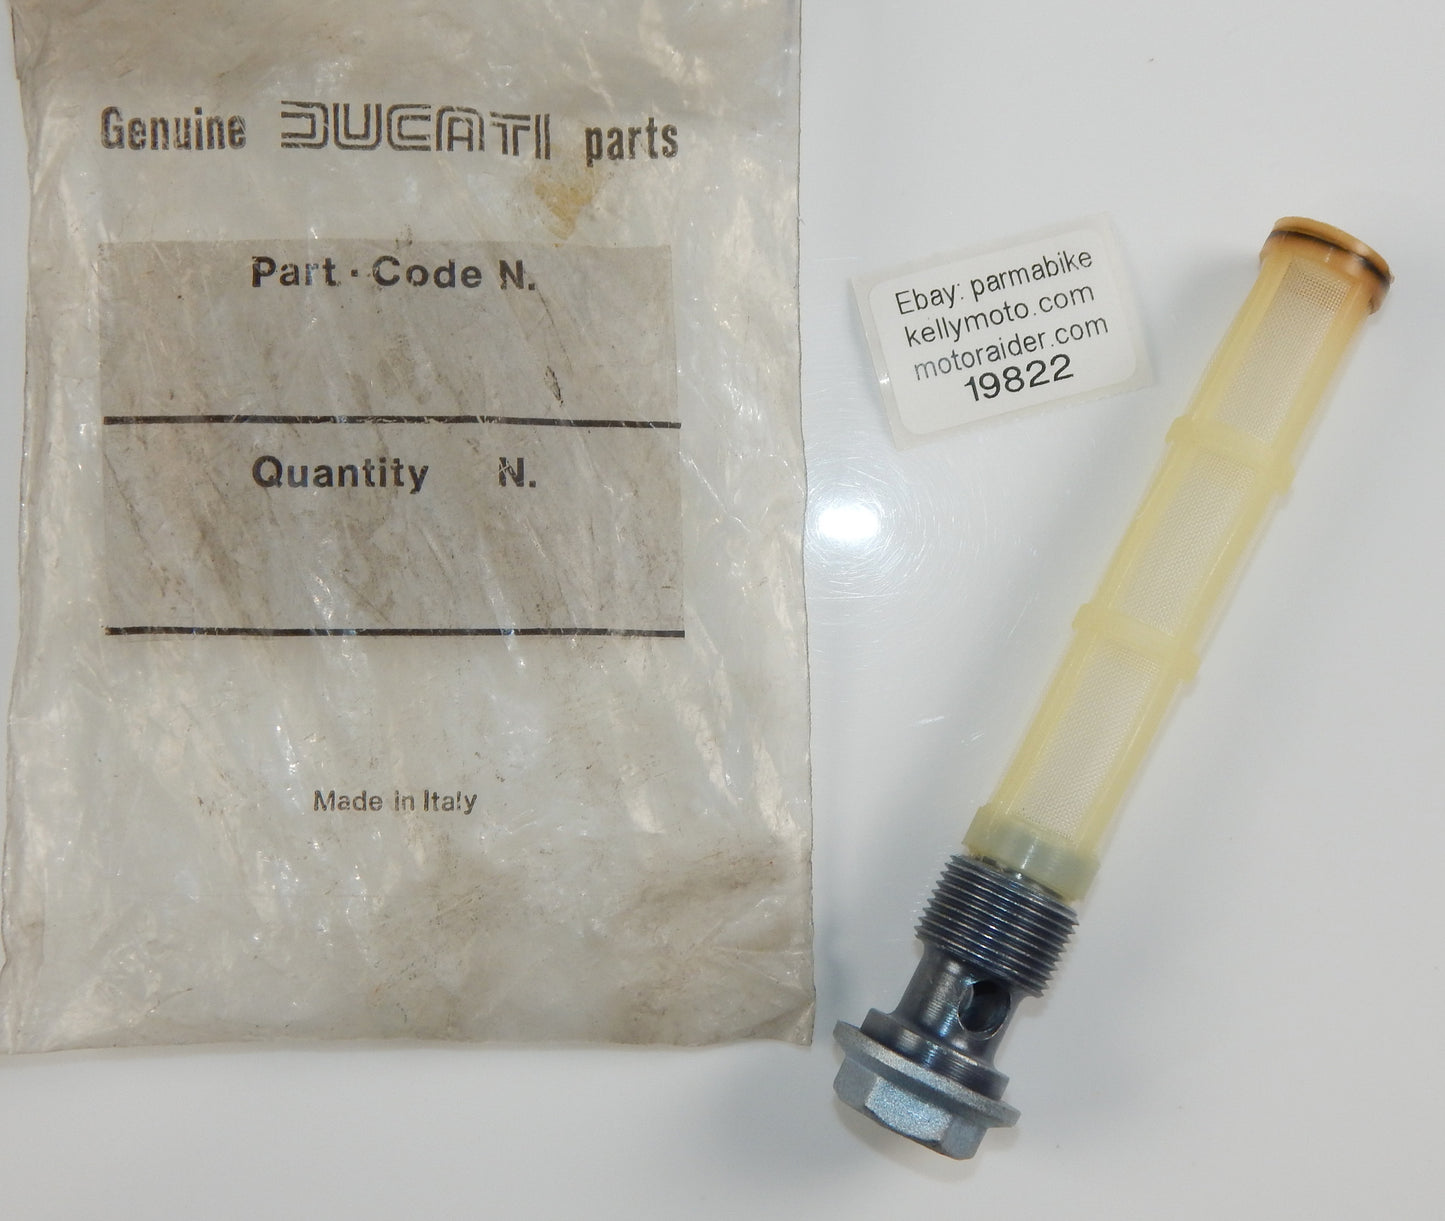 Genuine DUCATI parts
Part · Code N.
Quantity N.
Made in Italy
Ebay: parmabike
kellymoto.com
motoraider.com
19822